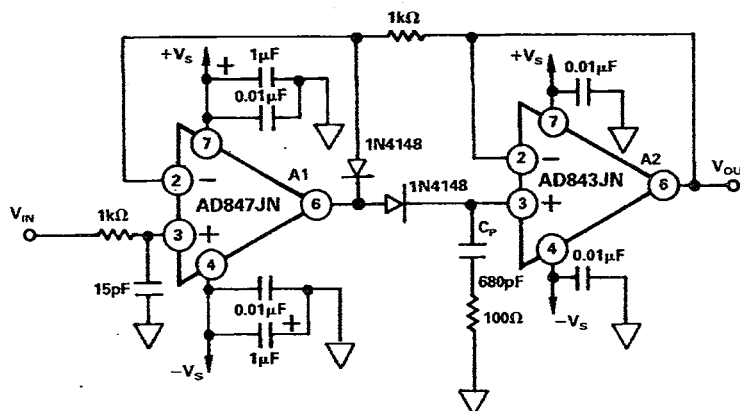 1kΩ
+VS
+
1μF
0.01μF
+VS
0.01μF
7
1N4148
7
2
−
A1
1N4148
2
−
A2
AD847JN
6
AD843JN
6
VOU
VIN
1kΩ
3
+
3
+
CP
4
4
15pF
0.01μF
680pF
0.01μF
+
1μF
100Ω
−VS
−VS